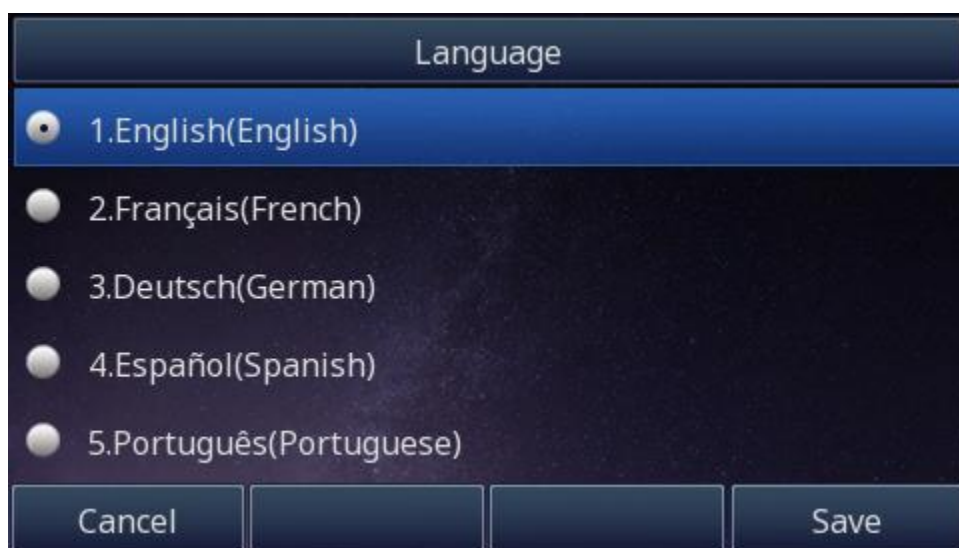 Language
1.English(English)
2.Français(French)
3.Deutsch(German)
4.Español(Spanish)
5.Português(Portuguese)
Cancel Save